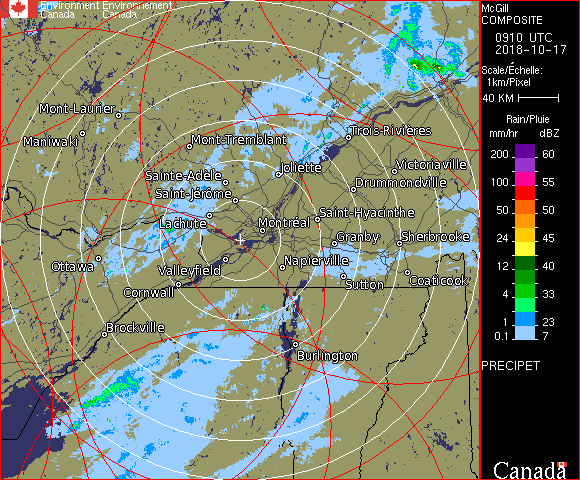 Environment Environnement
Canada Canada
Mont-Laurier
Maniwaki
Mont-Tremblant
Trois-Rivières
Joliette
Victoriaville
Sainte-Adèle
Drummondville
Saint-Jérôme
Saint-Hyacinthe
Lachute
Montréal
Granby
Sherbrooke
Ottawa
Napierville
Valleyfield
Coaticook
Sutton
Cornwall
Brockville
Burlington
McGill
COMPOSITE
0910 UTC
2018-10-17
Scale/Échelle:
1km/Pixel
40 KM
Rain/Pluie
mm/hr dBZ
200 60
100 55
50 50
24 45
12 40
4 33
1 23
0.1 7
PRECIPET
Canada